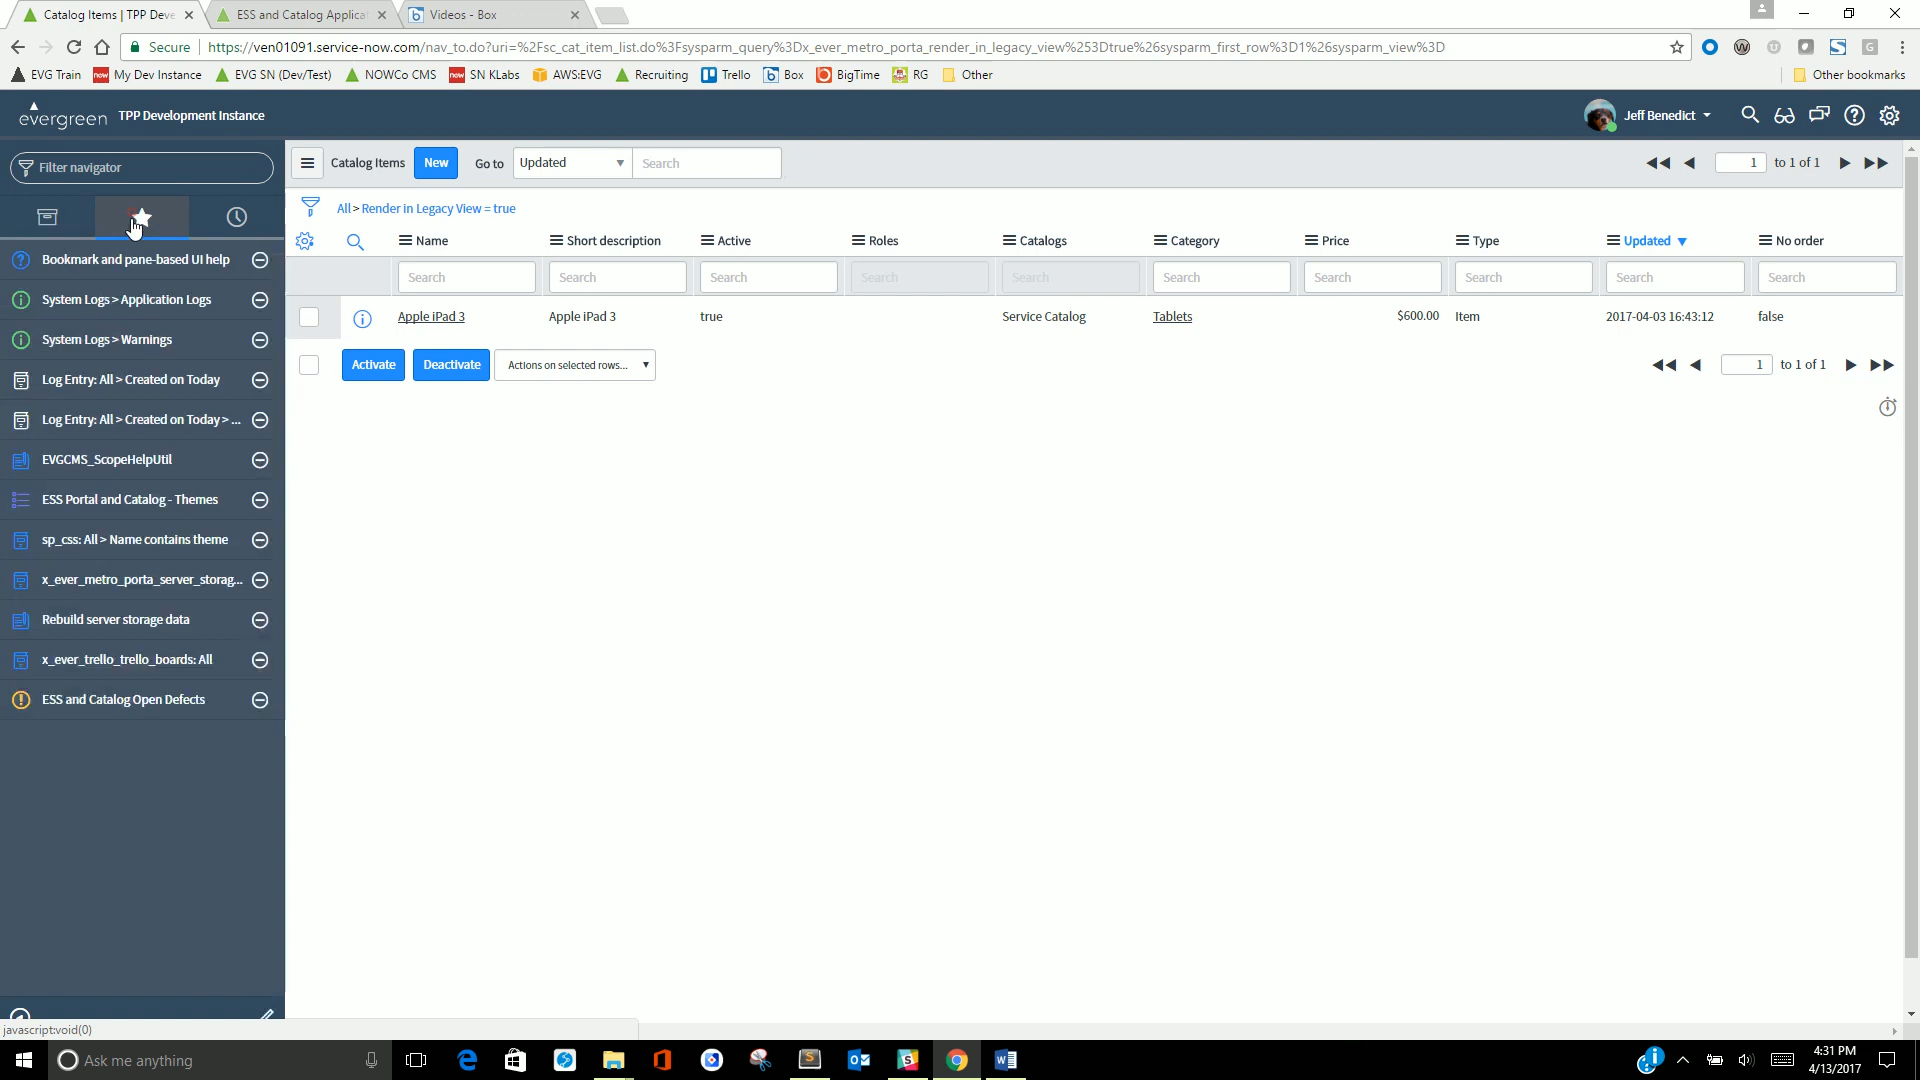 Catalog Items | TPP Deve
ESS and Catalog Applicat
Videos - Box
Secure
https://ven01091.service-now.com/nav_to.do?uri=%2Fsc_cat_item_list.do%3Fsysparm_query%3Dx_ever_metro_porta_render_in_legacy_view%253Dtrue%26sysparm_first_row%3D1%26sysparm_view%3D
EVG Train
My Dev Instance
EVG SN (Dev/Test)
NOWCo CMS
SN KLabs
AWS:EVG
Recruiting
Trello
Box
BigTime
RG
Other
Other bookmarks
evergreen TPP Development Instance
Jeff Benedict
Filter navigator
Catalog Items New Go to Updated Search
1 to 1 of 1
All > Render in Legacy View = true
Name Short description Active Roles Catalogs Category Price Type Updated No order
Search Search Search Search Search Search Search Search Search Search
Apple iPad 3 Apple iPad 3 true Service Catalog Tablets $600.00 Item 2017-04-03 16:43:12 false
Activate Deactivate Actions on selected rows...
1 to 1 of 1
Bookmark and pane-based UI help
System Logs > Application Logs
System Logs > Warnings
Log Entry: All > Created on Today
Log Entry: All > Created on Today > ...
EVGCMS_ScopeHelpUtil
ESS Portal and Catalog - Themes
sp_css: All > Name contains theme
x_ever_metro_porta_server_storag...
Rebuild server storage data
x_ever_trello_trello_boards: All
ESS and Catalog Open Defects
javascript:void(0)
Ask me anything
4:31 PM
4/13/2017